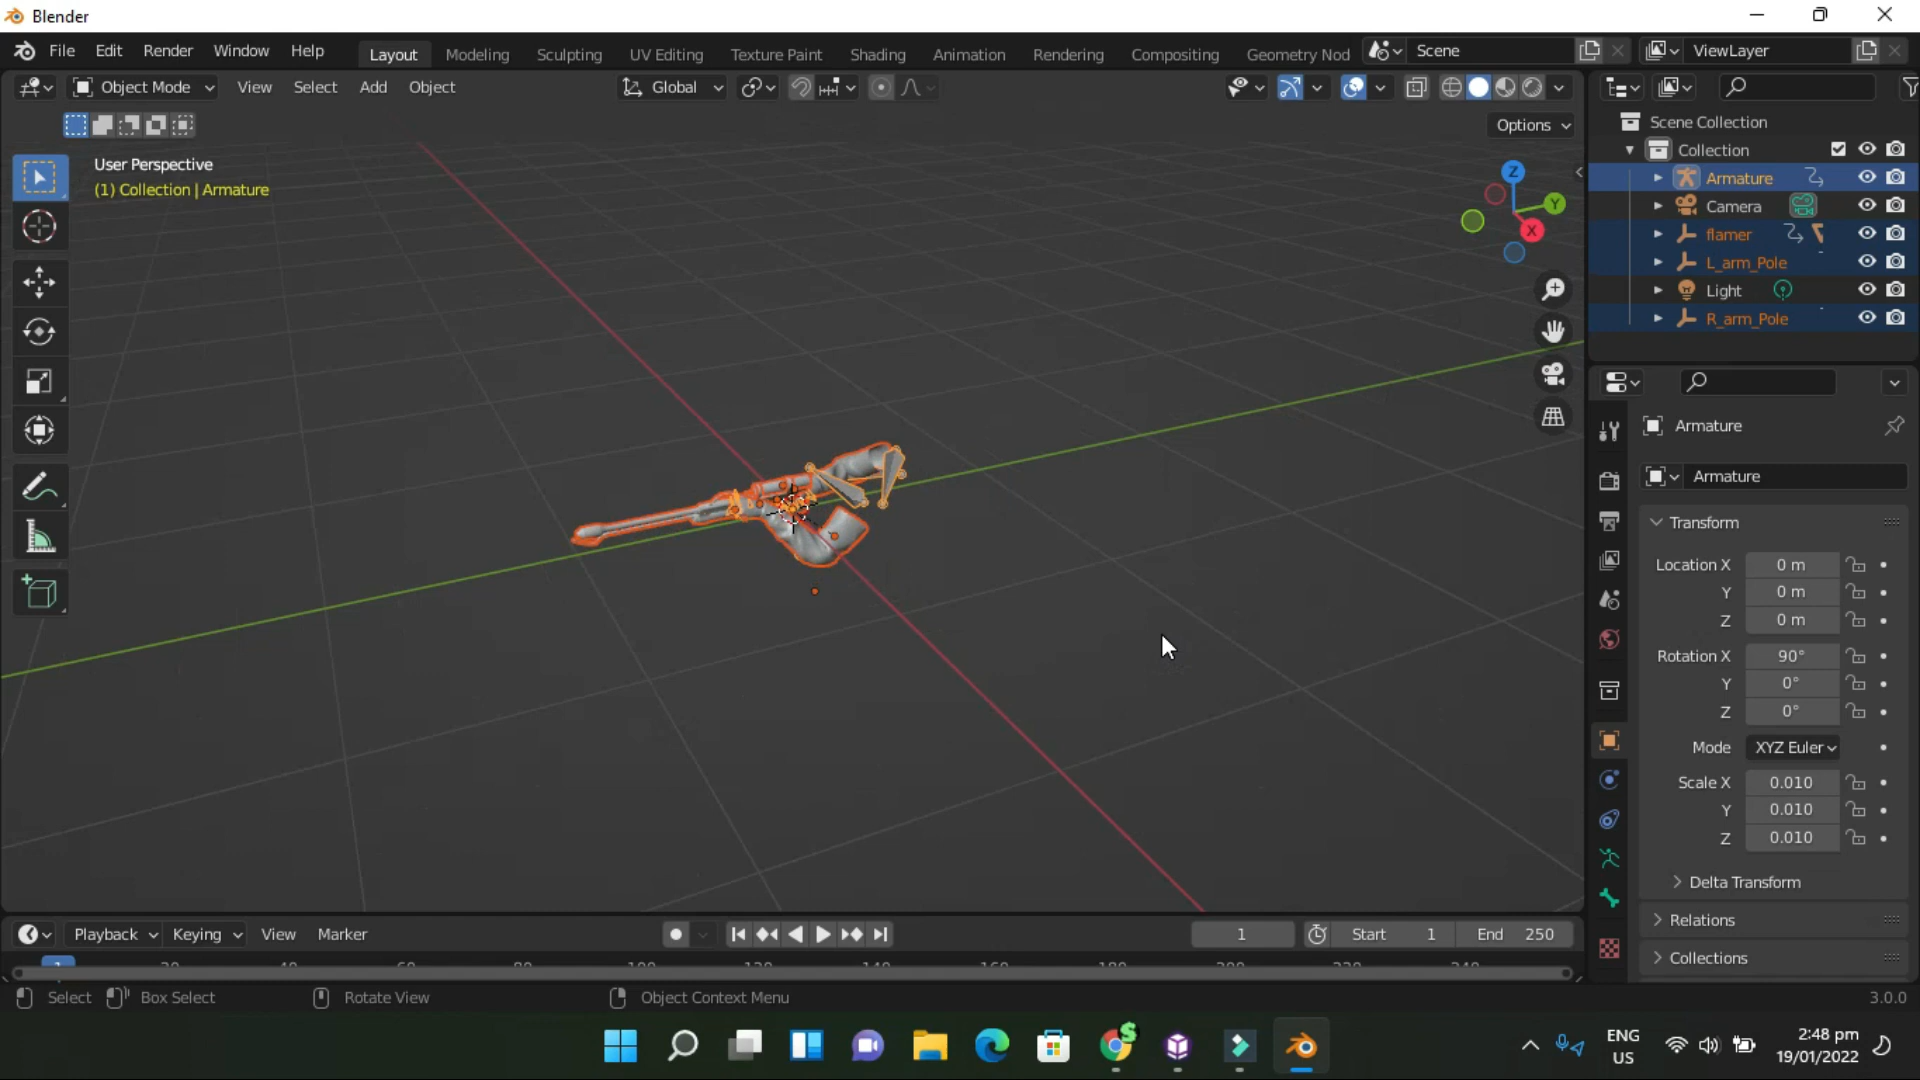 Blender
File Edit Render Window Help Layout Modeling Sculpting UV Editing Texture Paint Shading Animation Rendering Compositing Geometry Nod Scene ViewLayer
Object Mode View Select Add Object Global
Options
User Perspective
(1) Collection | Armature
Z
Y
X
Scene Collection
Collection
Armature
Camera
flamer
L_arm_Pole
Light
R_arm_Pole
Armature
Armature
Transform
Location X 0 m
Y 0 m
Z 0 m
Rotation X 90°
Y 0°
Z 0°
Mode XYZ Euler
Scale X 0.010
Y 0.010
Z 0.010
Delta Transform
Relations
Collections
Playback Keying View Marker 1 Start 1 End 250
1
Select Box Select Rotate View Object Context Menu 3.0.0
ENG
US
2:48 pm
19/01/2022